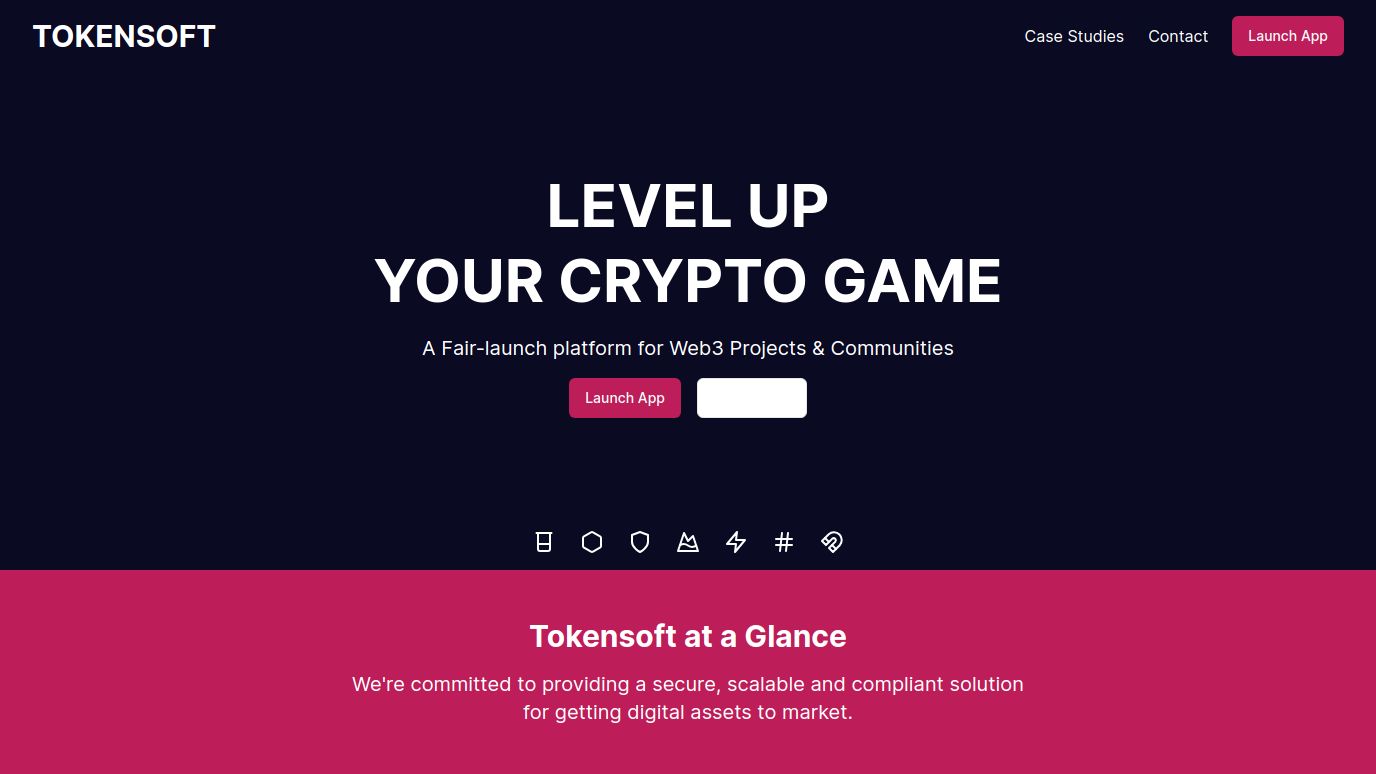 TOKENSOFT
Case Studies
Contact
Launch App
LEVEL UP
YOUR CRYPTO GAME
A Fair-launch platform for Web3 Projects & Communities
Launch App
Tokensoft at a Glance
We're committed to providing a secure, scalable and compliant solution
for getting digital assets to market.